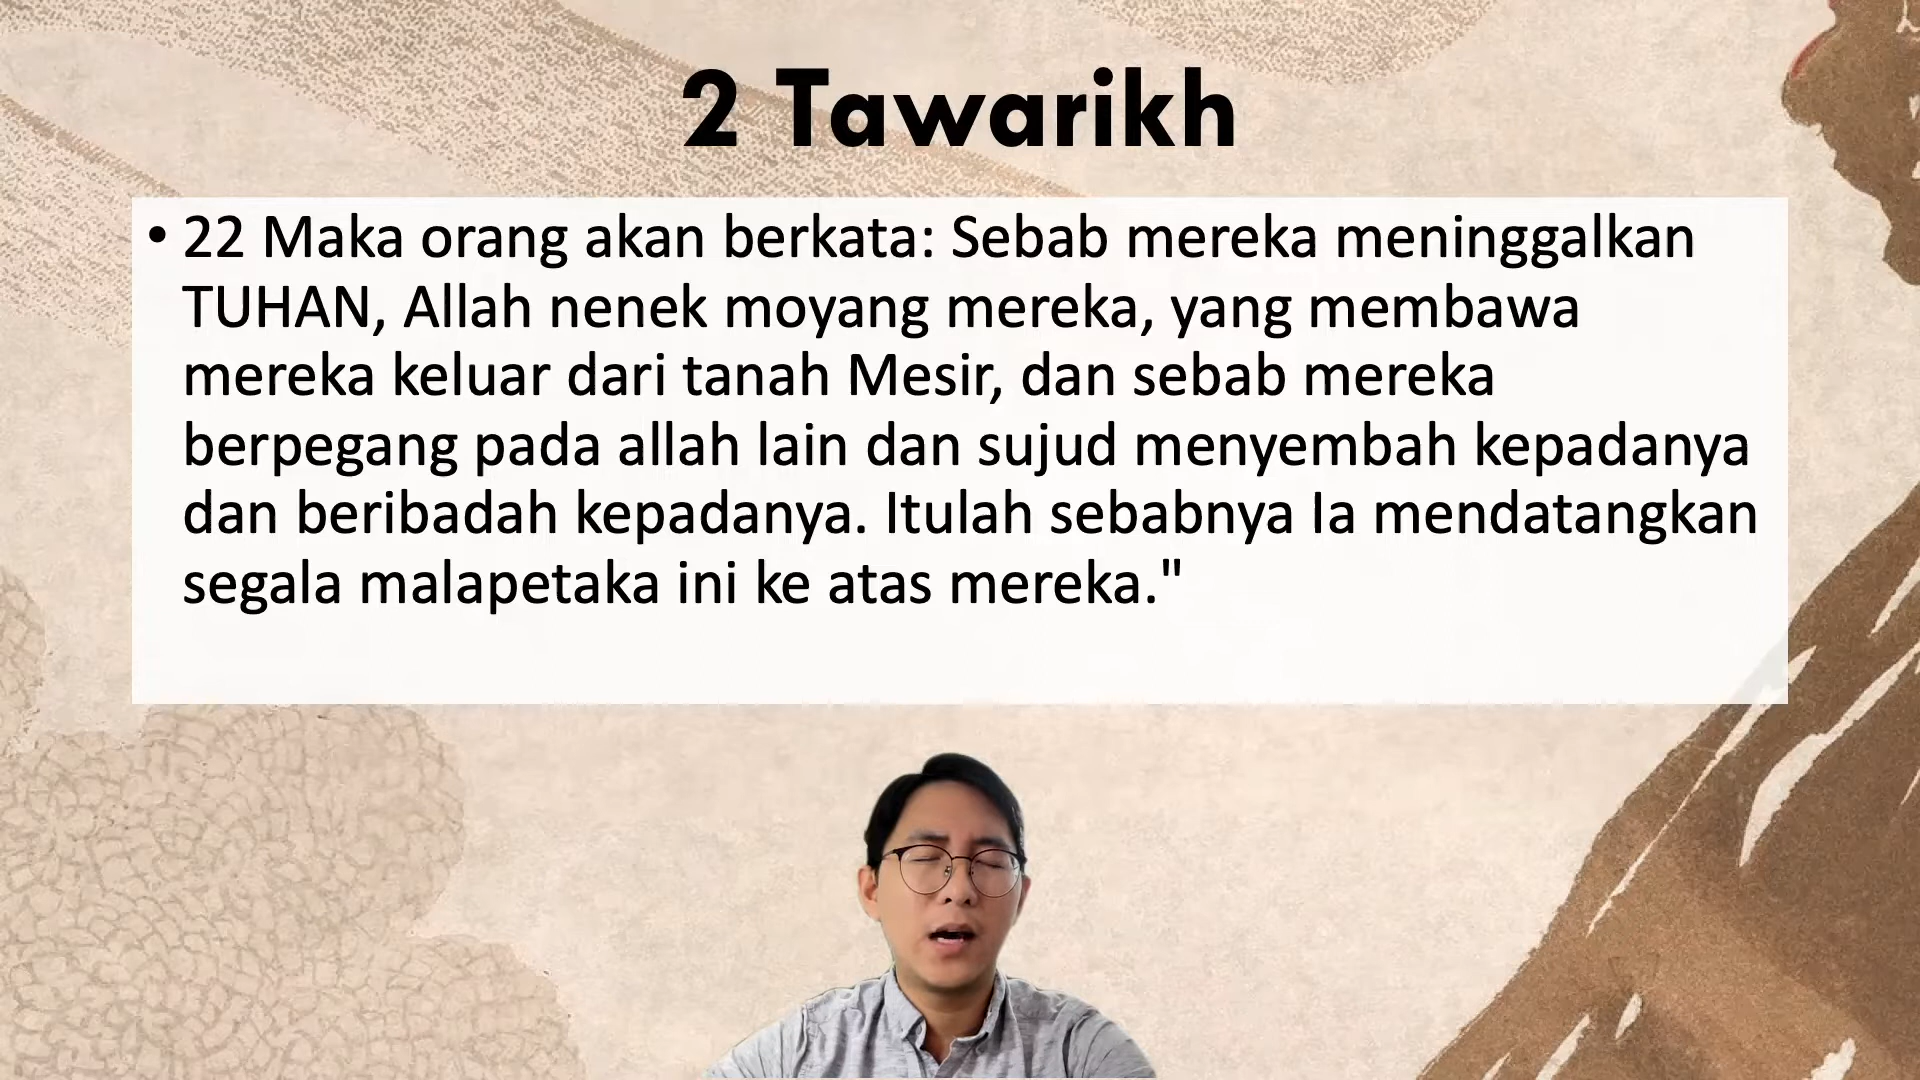 2 Tawarikh
• 22 Maka orang akan berkata: Sebab mereka meninggalkan
TUHAN, Allah nenek moyang mereka, yang membawa
mereka keluar dari tanah Mesir, dan sebab mereka
berpegang pada allah lain dan sujud menyembah kepadanya
dan beribadah kepadanya. Itulah sebabnya Ia mendatangkan
segala malapetaka ini ke atas mereka."